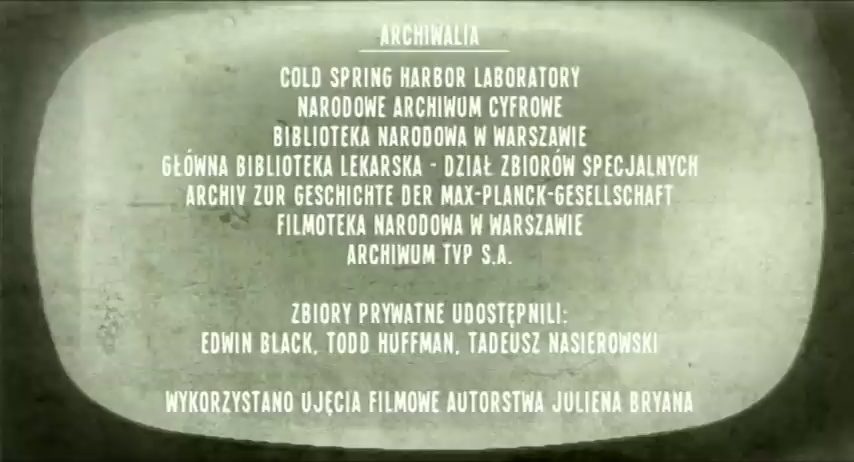 ARCHIWALIA
COLD SPRING HARBOR LABORATORY
NARODOWE ARCHIWUM CYFROWE
BIBLIOTEKA NARODOWA W WARSZAWIE
GŁÓWNA BIBLIOTEKA LEKARSKA - DZIAŁ ZBIORÓW SPECJALNYCH
ARCHIV ZUR GESCHICHTE DER MAX-PLANCK-GESELLSCHAFT
FILMOTEKA NARODOWA W WARSZAWIE
ARCHIWUM TVP S.A.
ZBIORY PRYWATNE UDOSTĘPNILI:
EDWIN BLACK, TODD HUFFMAN, TADEUSZ NASIEROWSKI
WYKORZYSTANO UJĘCIA FILMOWE AUTORSTWA JULIENA BRYANA